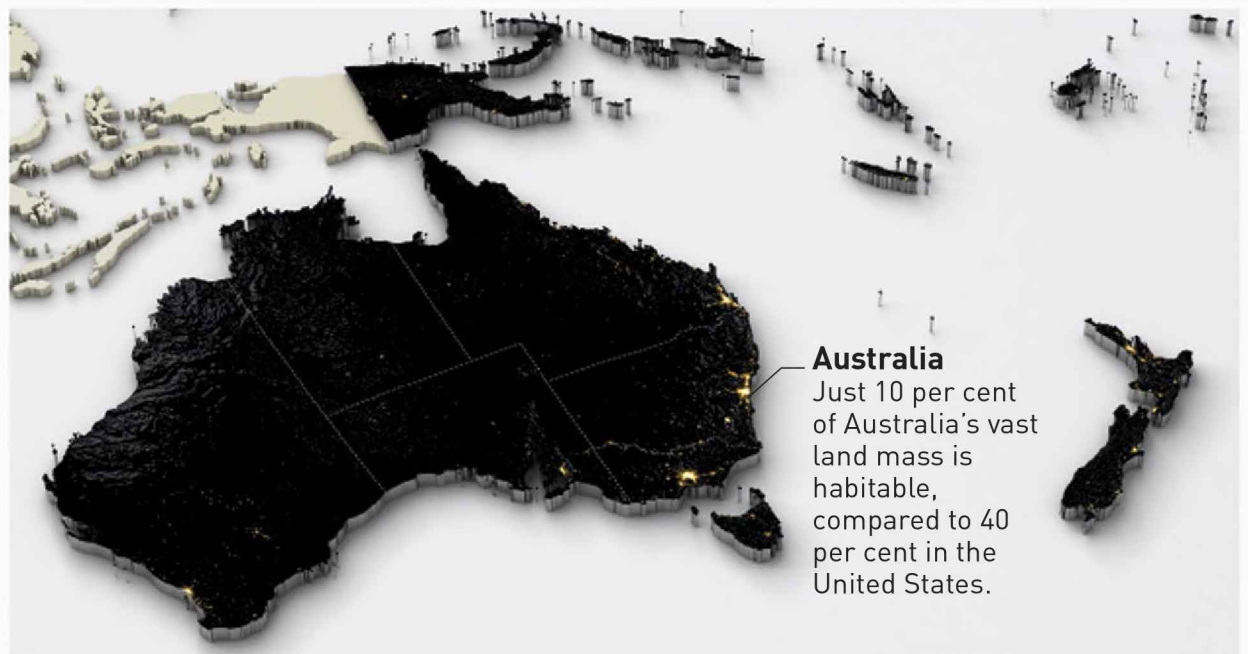 Australia
Just 10 per cent
of Australia's vast
land mass is
habitable,
compared to 40
per cent in the
United States.